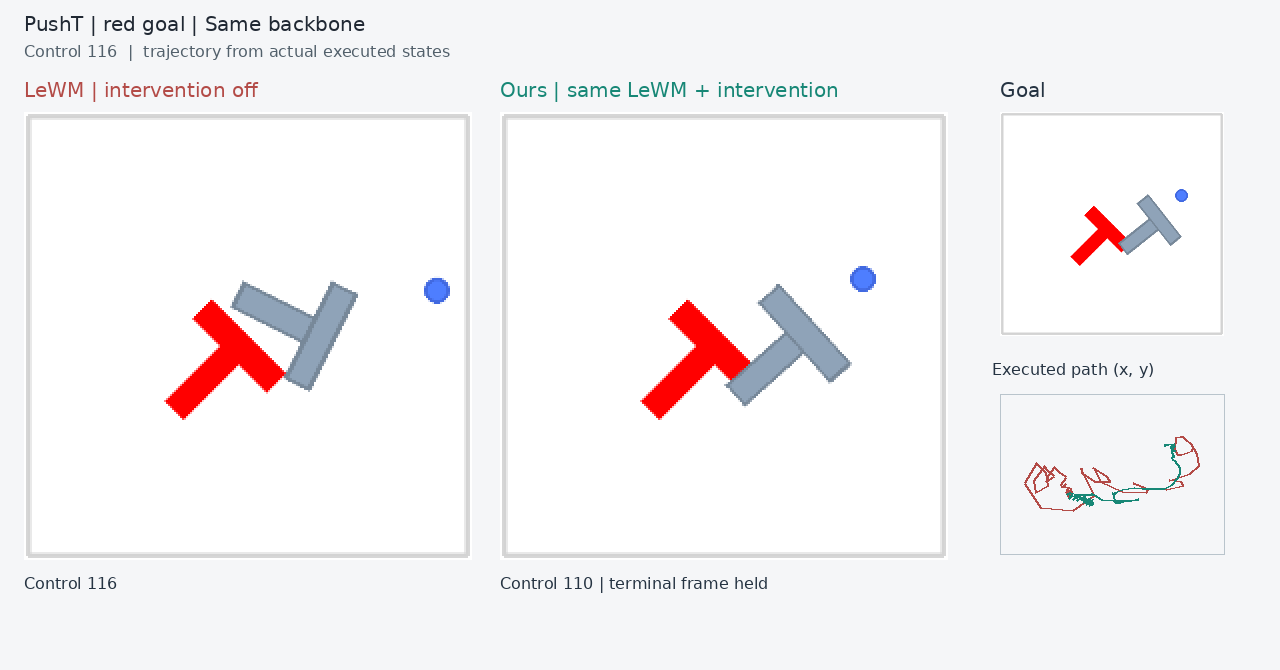 PushT | red goal | Same backbone
Control 116  |  trajectory from actual executed states
LeWM | intervention off
Ours | same LeWM + intervention
Goal
Executed path (x, y)
Control 116
Control 110 | terminal frame held